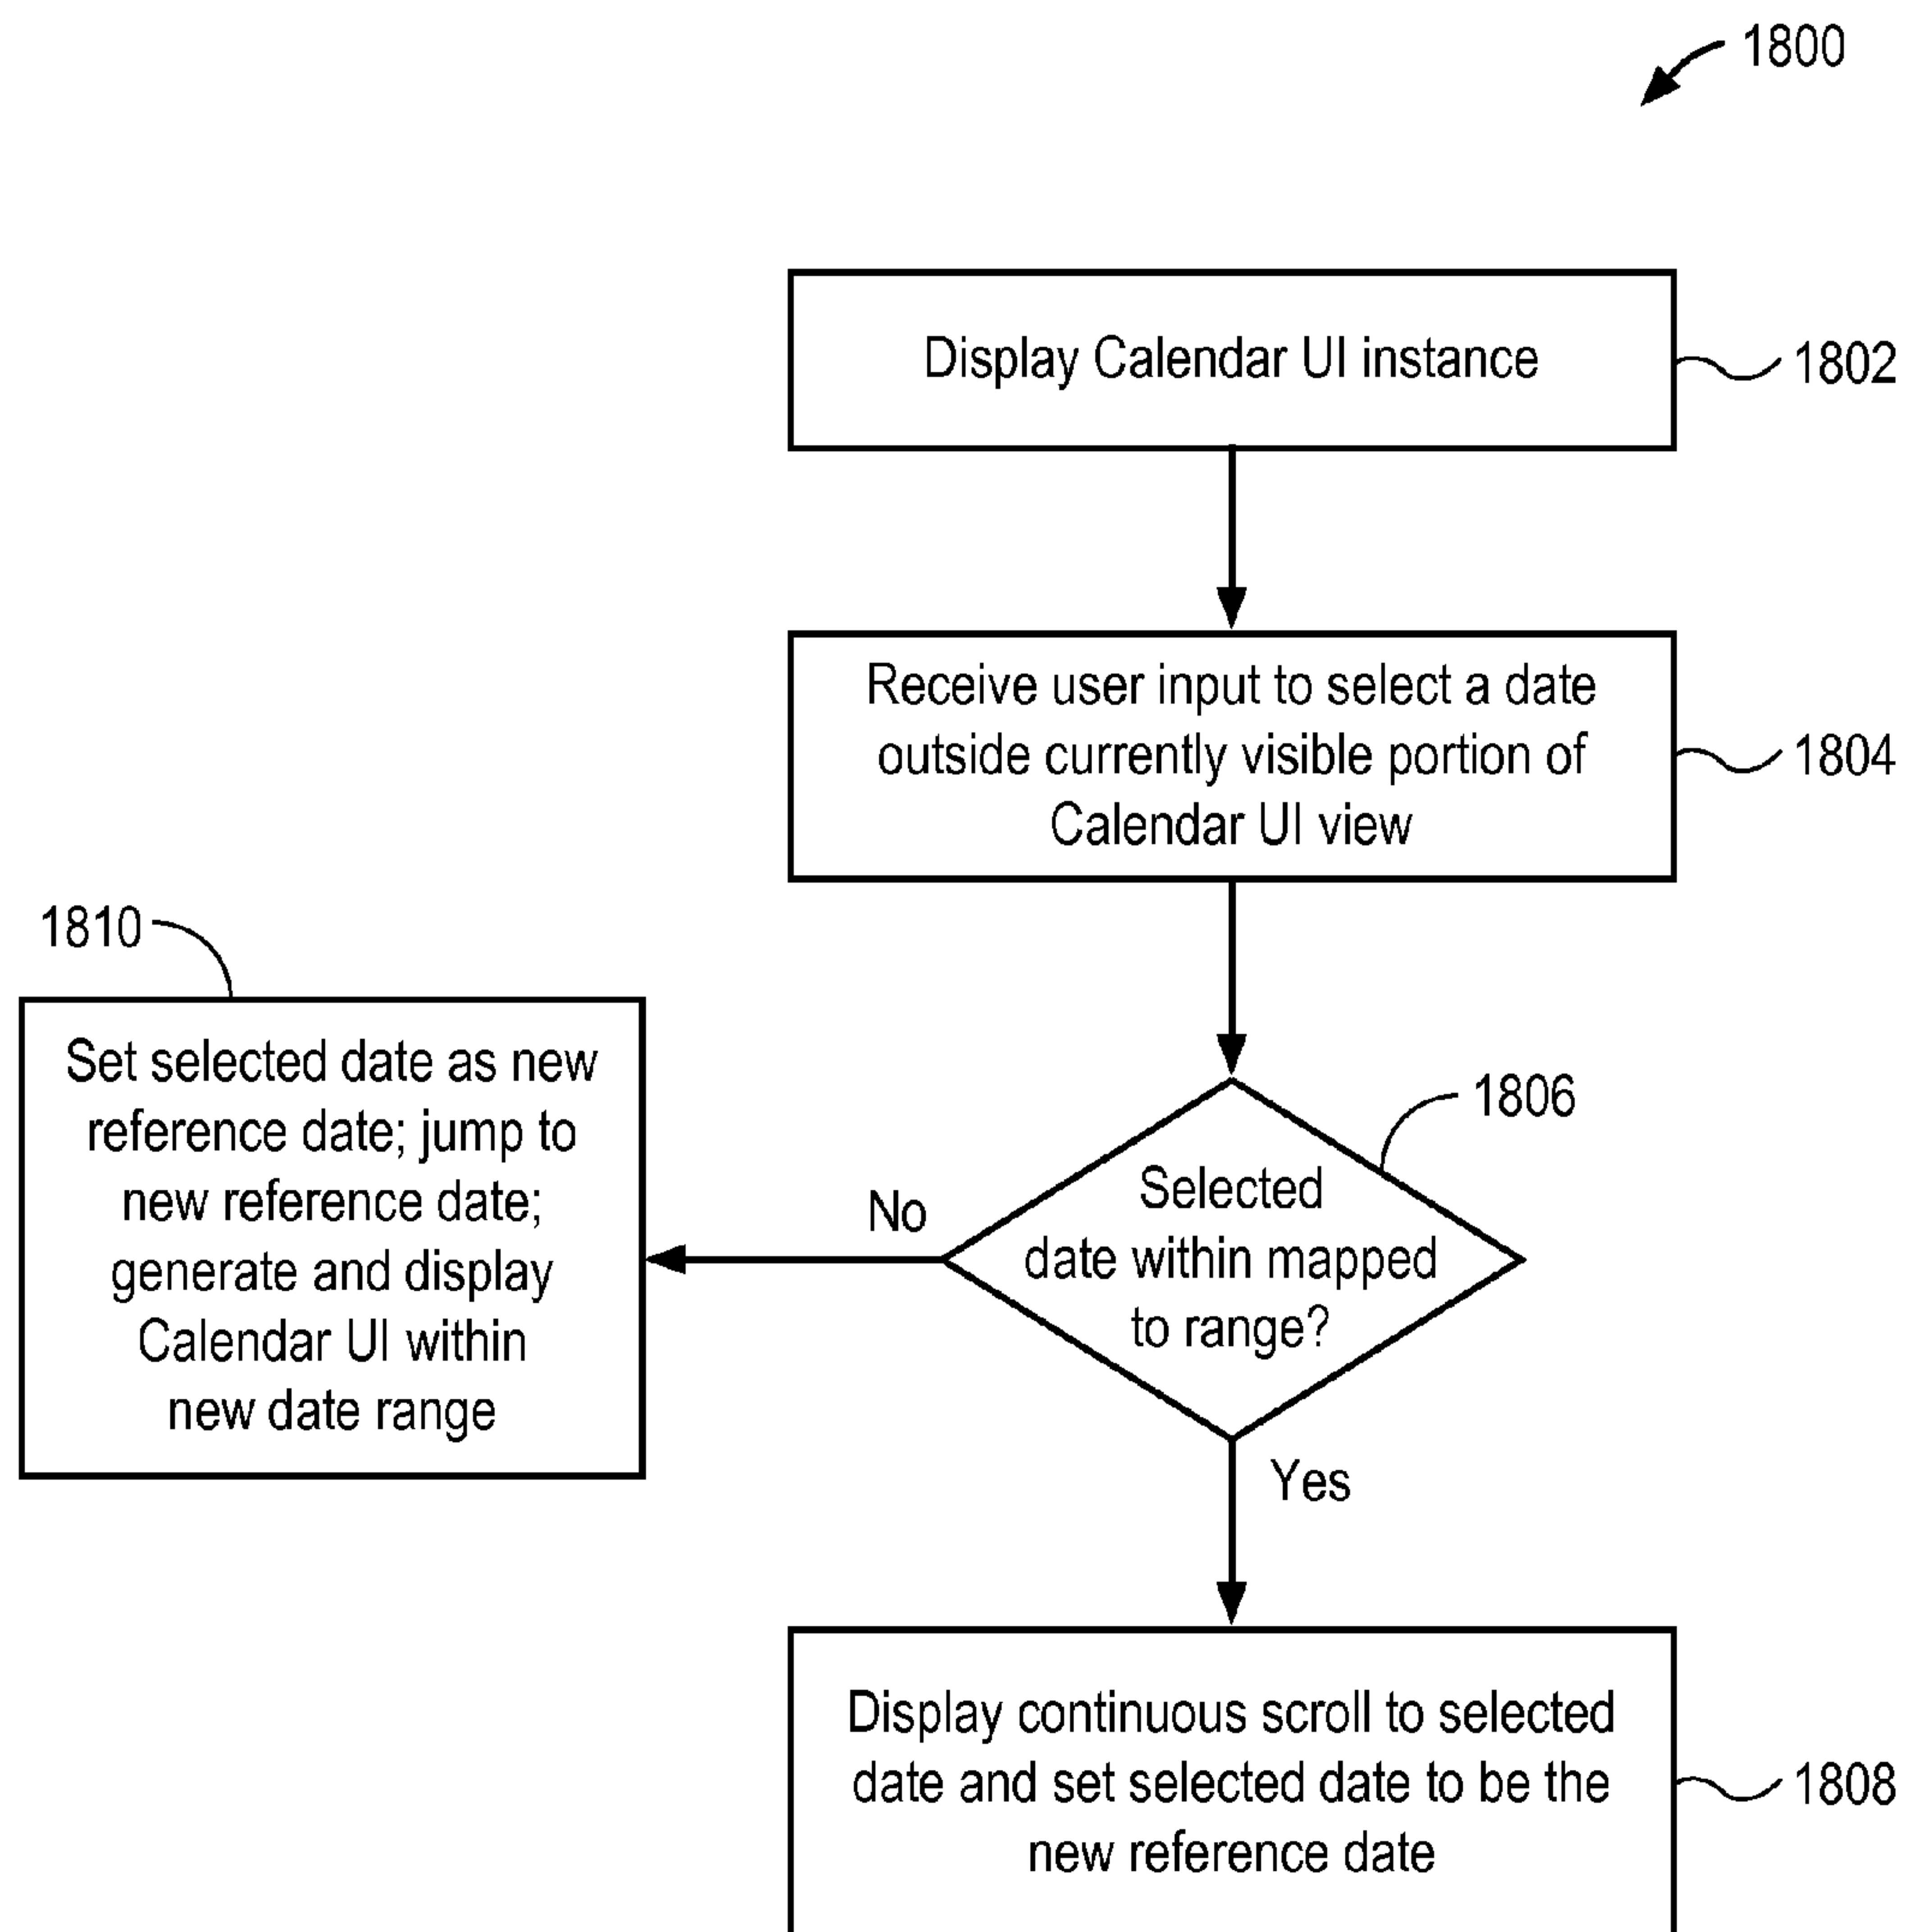 1800
Display Calendar UI instance
1802
Receive user input to select a date
outside currently visible portion of
Calendar UI view
1804
1810
Set selected date as new
reference date; jump to
new reference date;
generate and display
Calendar UI within
new date range
1806
Selected
date within mapped
to range?
No
Yes
Display continuous scroll to selected
date and set selected date to be the
new reference date
1808